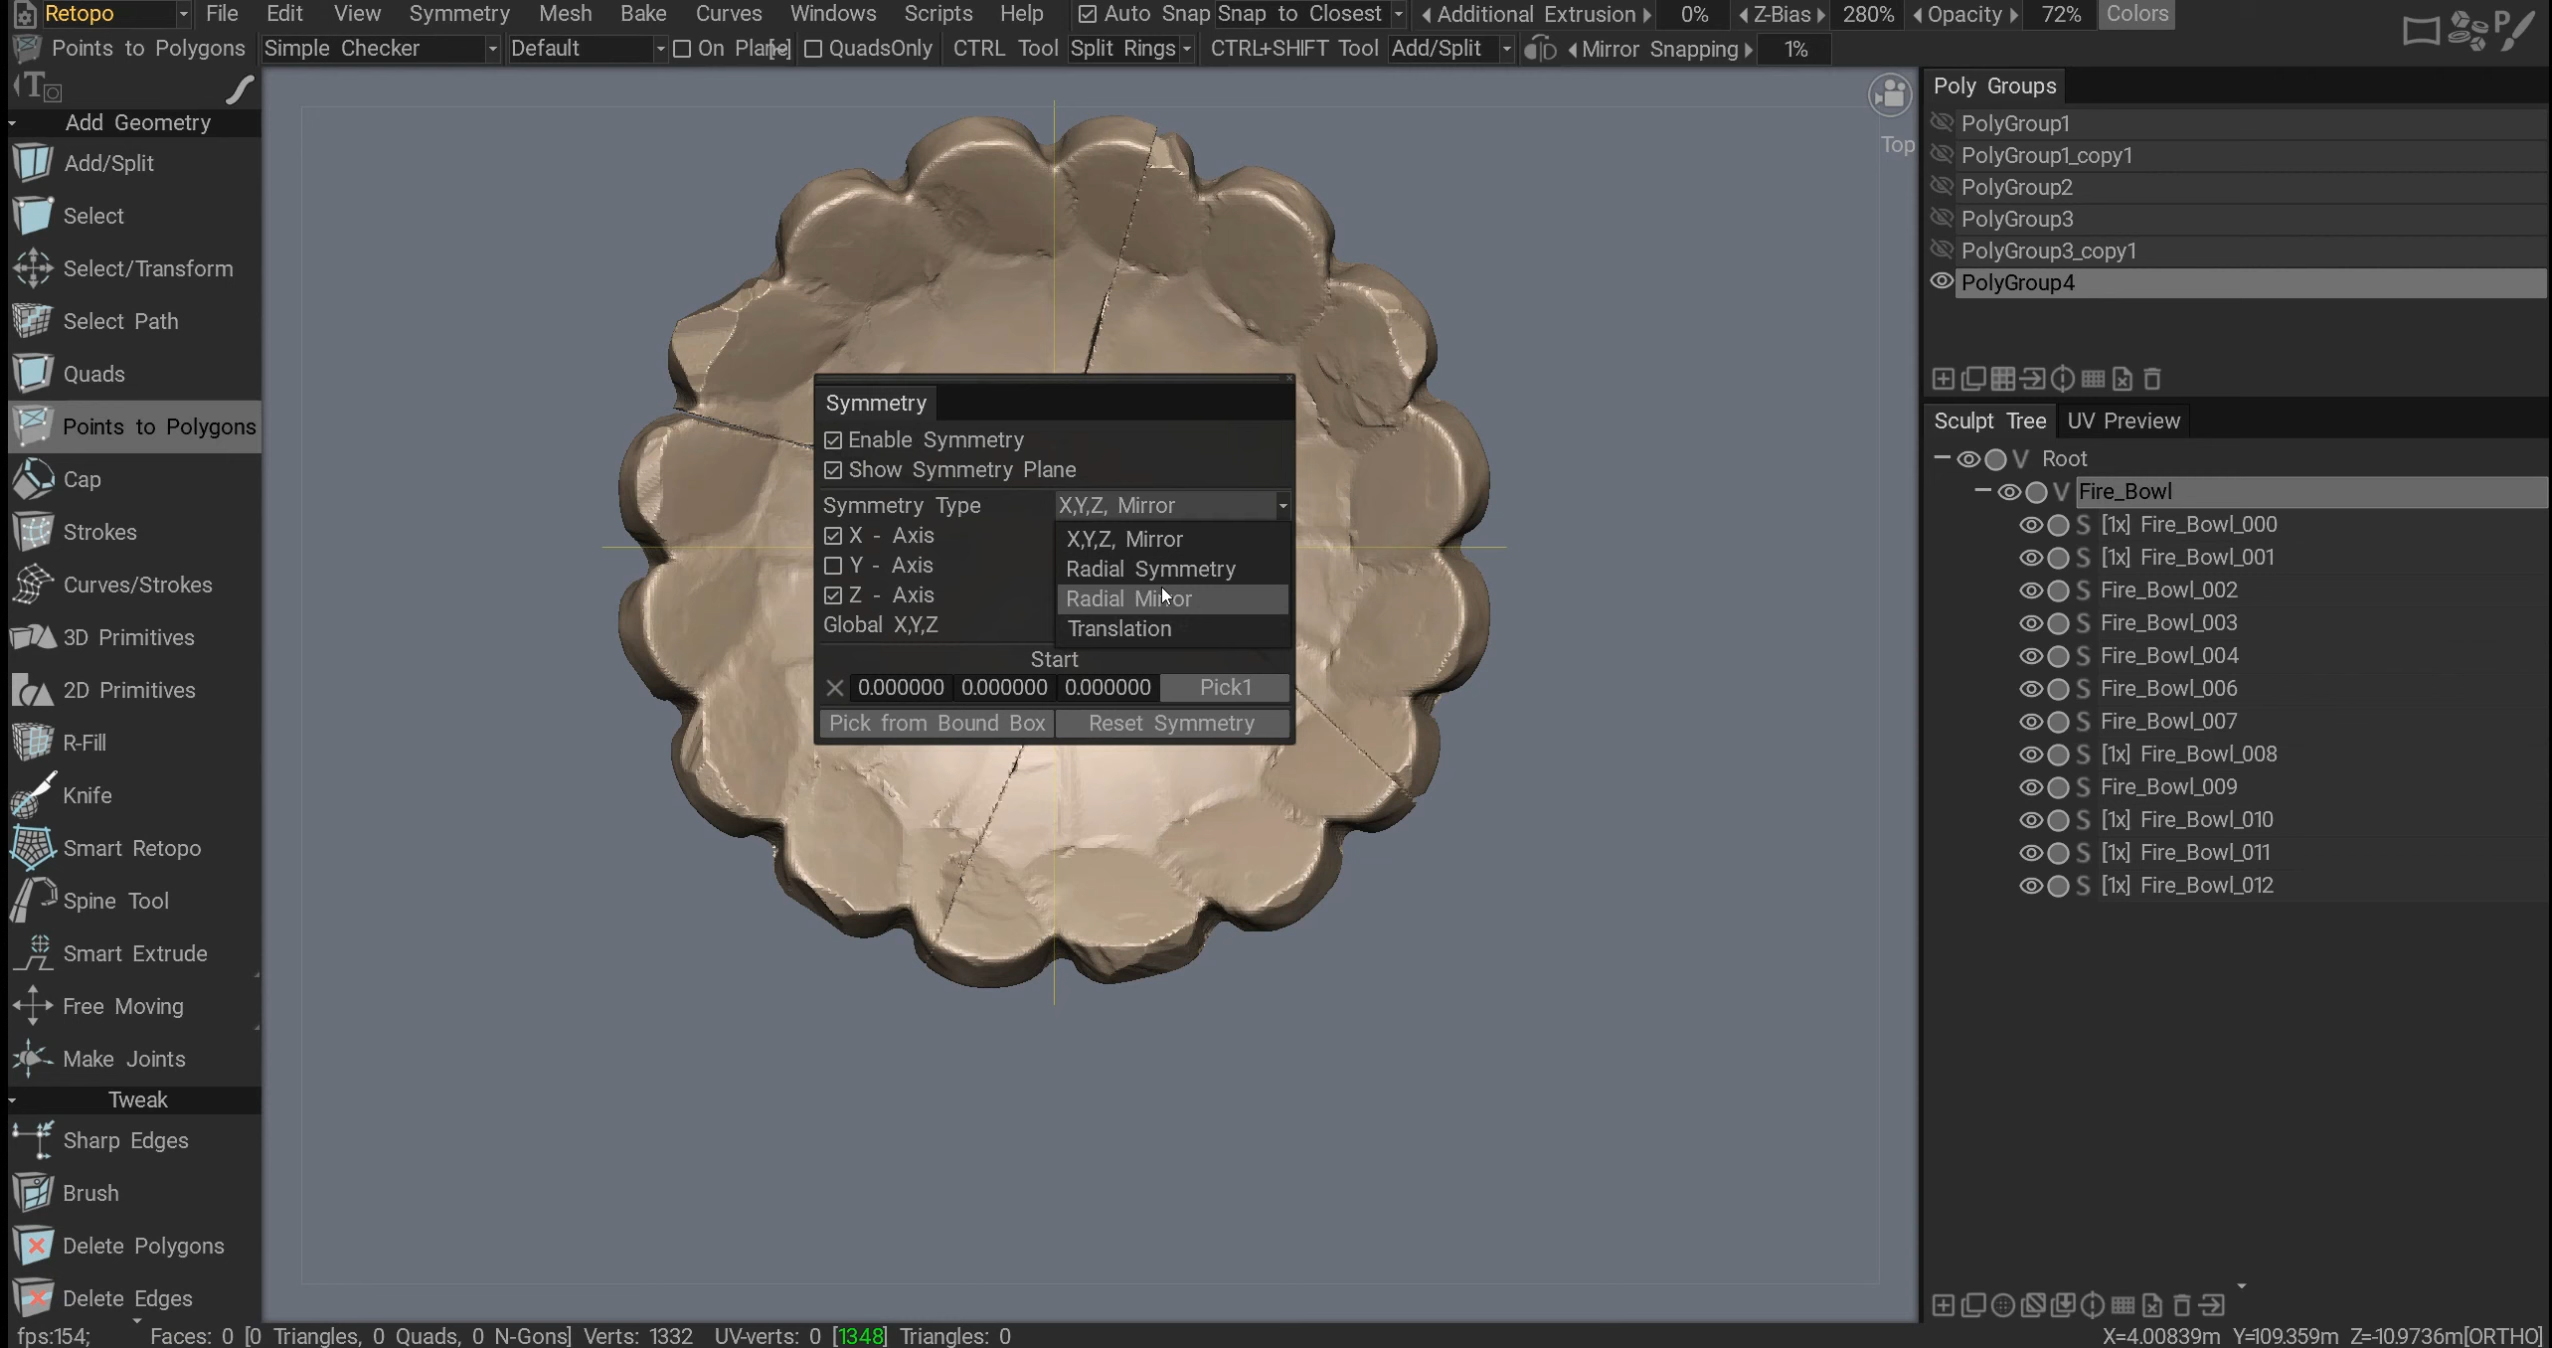 Retopo File Edit View Symmetry Mesh Bake Curves Windows Scripts Help Auto Snap Snap to Closest Additional Extrusion 0% Z-Bias 280% Opacity 72% Colors
Points to Polygons Simple Checker Default On Plane QuadsOnly CTRL Tool Split Rings CTRL+SHIFT Tool Add/Split Mirror Snapping 1%
Add Geometry
Add/Split
Select
Select/Transform
Select Path
Quads
Points to Polygons
Cap
Strokes
Curves/Strokes
3D Primitives
2D Primitives
R-Fill
Knife
Smart Retopo
Spine Tool
Smart Extrude
Free Moving
Make Joints
Tweak
Sharp Edges
Brush
Delete Polygons
Delete Edges
Top
Symmetry
Enable Symmetry
Show Symmetry Plane
Symmetry Type X,Y,Z, Mirror
X - Axis
Y - Axis
Z - Axis
Global X,Y,Z
X,Y,Z, Mirror
Radial Symmetry
Radial Mirror
Translation
Start
0.000000 0.000000 0.000000 Pick1
Pick from Bound Box Reset Symmetry
Poly Groups
PolyGroup1
PolyGroup1_copy1
PolyGroup2
PolyGroup3
PolyGroup3_copy1
PolyGroup4
Sculpt Tree UV Preview
V Root
V Fire_Bowl
S [1x] Fire_Bowl_000
S [1x] Fire_Bowl_001
S Fire_Bowl_002
S Fire_Bowl_003
S Fire_Bowl_004
S Fire_Bowl_006
S Fire_Bowl_007
S [1x] Fire_Bowl_008
S Fire_Bowl_009
S [1x] Fire_Bowl_010
S [1x] Fire_Bowl_011
S [1x] Fire_Bowl_012
fps:154; Faces: 0 [0 Triangles, 0 Quads, 0 N-Gons] Verts: 1332 UV-verts: 0 [1348] Triangles: 0
X=4.00839m Y=109.359m Z=-10.9736m[ORTHO]